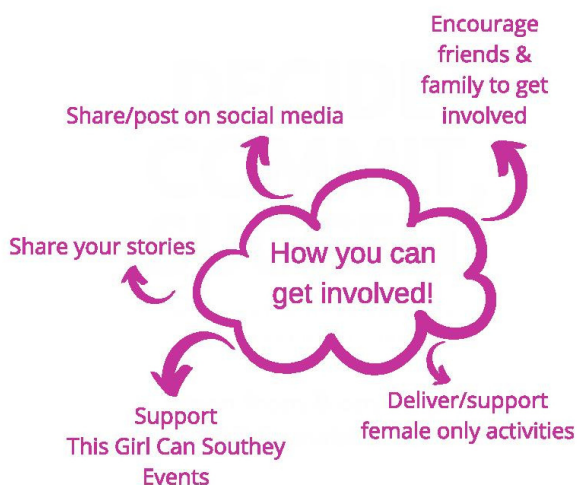 Encourage
friends &
family to get
involved
Share/post on social media
How you can
get involved!
Share your stories
Deliver/support
female only activities
Support
This Girl Can Southey
Events